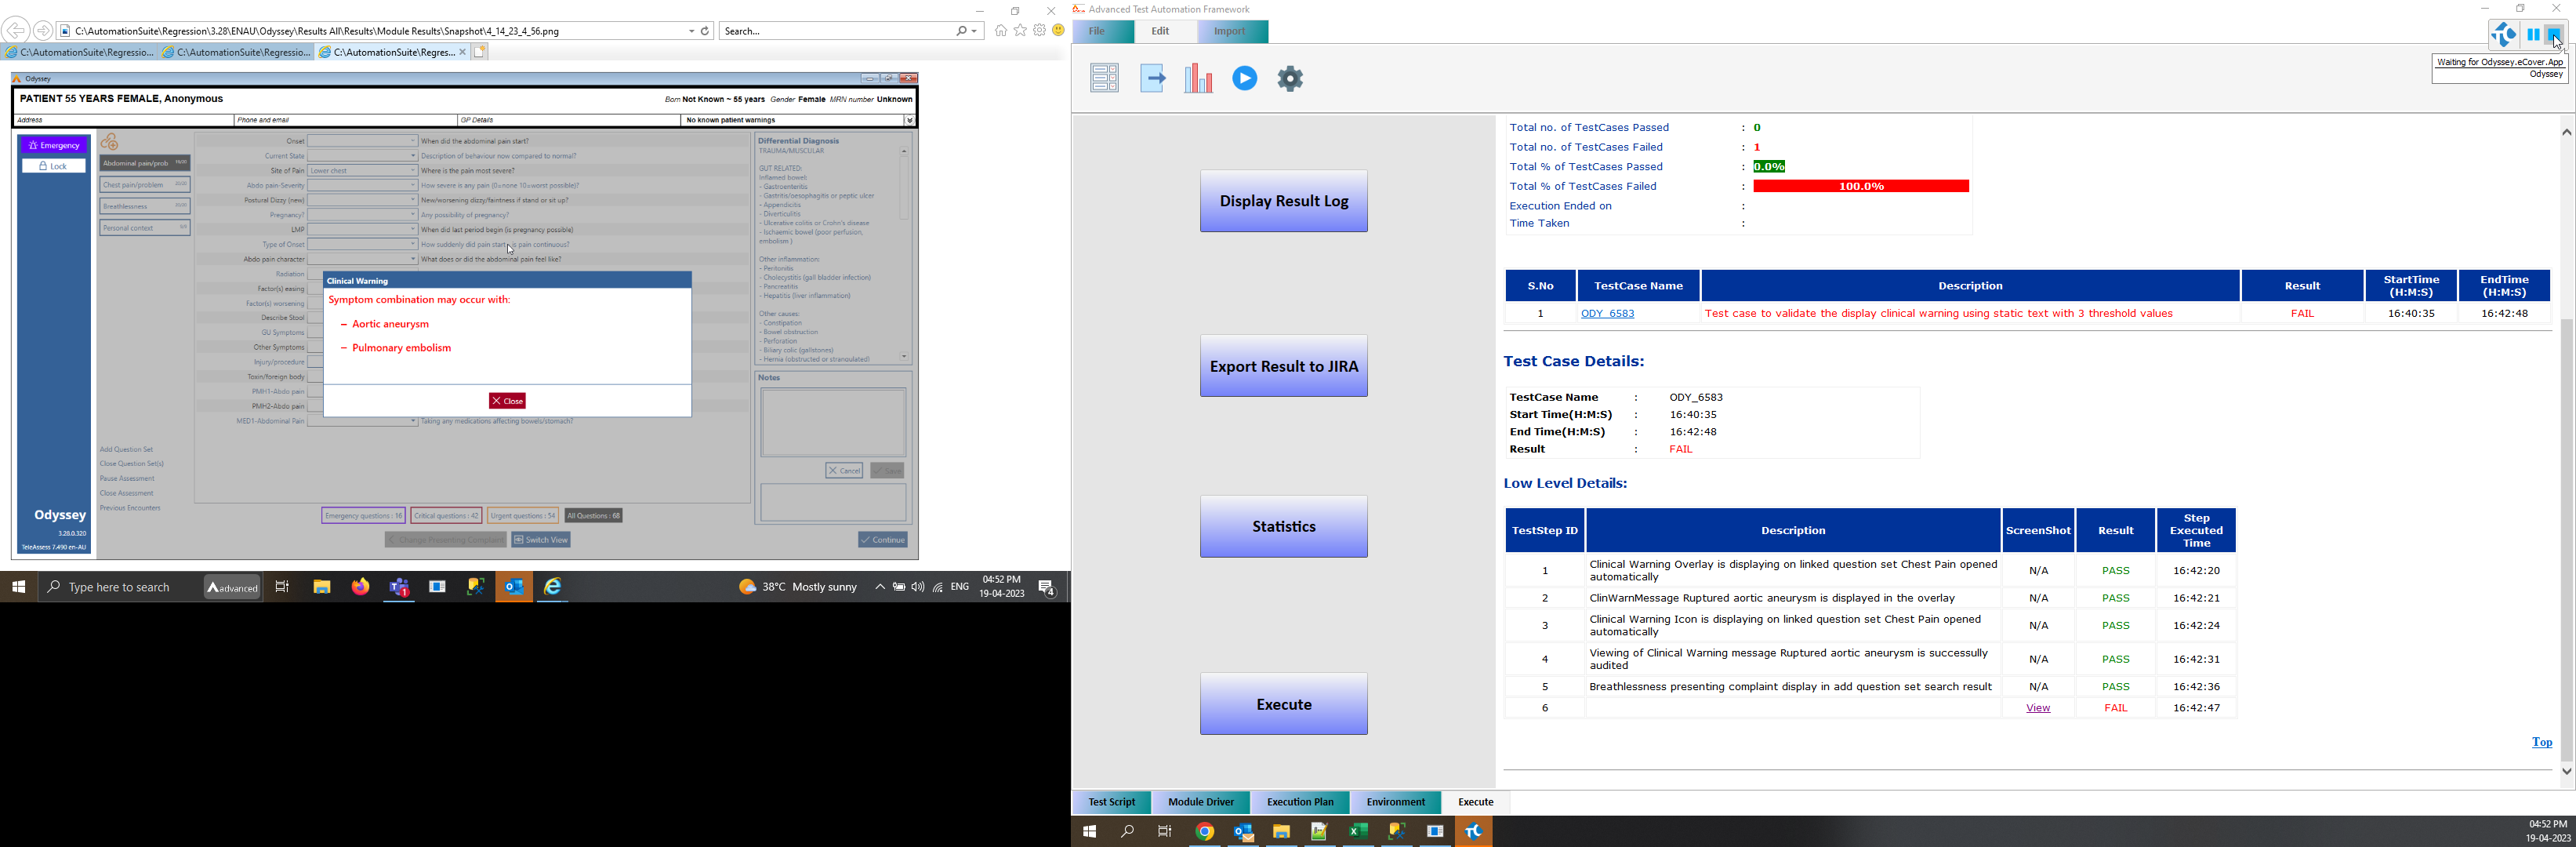 C:\AutomationSuite\Regression\3.28\ENAU\Odyssey\Results All\Results\Module Results\Snapshot\4_14_23_4_56.png
Search...
C:\AutomationSuite\Regressio...
C:\AutomationSuite\Regressio...
C:\AutomationSuite\Regres...
Odyssey
PATIENT 55 YEARS FEMALE, Anonymous
Born Not Known ~ 55 years Gender Female MRN number Unknown
Address
Phone and email
GP Details
No known patient warnings
Emergency
Lock
Abdominal pain/prob
Chest pain/problem
Breathlessness
Personal context
Onset
When did the abdominal pain start?
Current State
Description of behaviour now compared to normal?
Site of Pain
Lower chest
Where is the pain most severe?
Abdo pain-Severity
How severe is any pain (0=none 10=worst possible)?
Postural Dizzy (new)
New/worsening dizzy/faintness if stand or sit up?
Pregnancy?
Any possibility of pregnancy?
LMP
When did last period begin (is pregnancy possible)
Type of Onset
How suddenly did pain start, is pain continuous?
Abdo pain character
What does or did the abdominal pain feel like?
Radiation
Factor(s) easing
Factor(s) worsening
Describe Stool
GU Symptoms
Other Symptoms
Injury/procedure
Toxin/foreign body
PMH1-Abdo pain
PMH2-Abdo pain
MED1-Abdominal Pain
Taking any medications affecting bowels/stomach?
Clinical Warning
Symptom combination may occur with:
– Aortic aneurysm
– Pulmonary embolism
Close
Differential Diagnosis
TRAUMA/MUSCULAR
GUT RELATED:
Inflamed bowel:
- Gastroenteritis
- Gastritis/oesophagitis or peptic ulcer
- Appendicitis
- Diverticulitis
- Ulcerative colitis or Crohn's disease
- Ischaemic bowel (poor perfusion,
embolism )
Other inflammation:
- Peritonitis
- Cholecystitis (gall bladder infection)
- Pancreatitis
- Hepatitis (liver inflammation)
Other causes:
- Constipation
- Bowel obstruction
- Perforation
- Biliary colic (gallstones)
- Hernia (obstructed or strangulated)
Notes
Cancel
Save
Add Question Set
Close Question Set(s)
Pause Assessment
Close Assessment
Previous Encounters
Odyssey
3.28.0.320
TeleAssess 7.490 en-AU
Emergency questions : 16
Critical questions : 42
Urgent questions : 54
All Questions : 68
Change Presenting Complaint
Switch View
Continue
Type here to search
advanced
38°C Mostly sunny
ENG
04:52 PM
19-04-2023
4
Advanced Test Automation Framework
File
Edit
Import
Waiting for Odyssey.eCover.App
Odyssey
Display Result Log
Export Result to JIRA
Statistics
Execute
Total no. of TestCases Passed : 0
Total no. of TestCases Failed : 1
Total % of TestCases Passed : 0.0%
Total % of TestCases Failed : 100.0%
Execution Ended on :
Time Taken :
S.No TestCase Name Description Result StartTime (H:M:S) EndTime (H:M:S)
1 ODY_6583 Test case to validate the display clinical warning using static text with 3 threshold values FAIL 16:40:35 16:42:48
Test Case Details:
TestCase Name : ODY_6583
Start Time(H:M:S) : 16:40:35
End Time(H:M:S) : 16:42:48
Result : FAIL
Low Level Details:
TestStep ID Description ScreenShot Result Step Executed Time
1 Clinical Warning Overlay is displaying on linked question set Chest Pain opened automatically N/A PASS 16:42:20
2 ClinWarnMessage Ruptured aortic aneurysm is displayed in the overlay N/A PASS 16:42:21
3 Clinical Warning Icon is displaying on linked question set Chest Pain opened automatically N/A PASS 16:42:24
4 Viewing of Clinical Warning message Ruptured aortic aneurysm is successully audited N/A PASS 16:42:31
5 Breathlessness presenting complaint display in add question set search result N/A PASS 16:42:36
6 View FAIL 16:42:47
Top
Test Script
Module Driver
Execution Plan
Environment
Execute
04:52 PM
19-04-2023